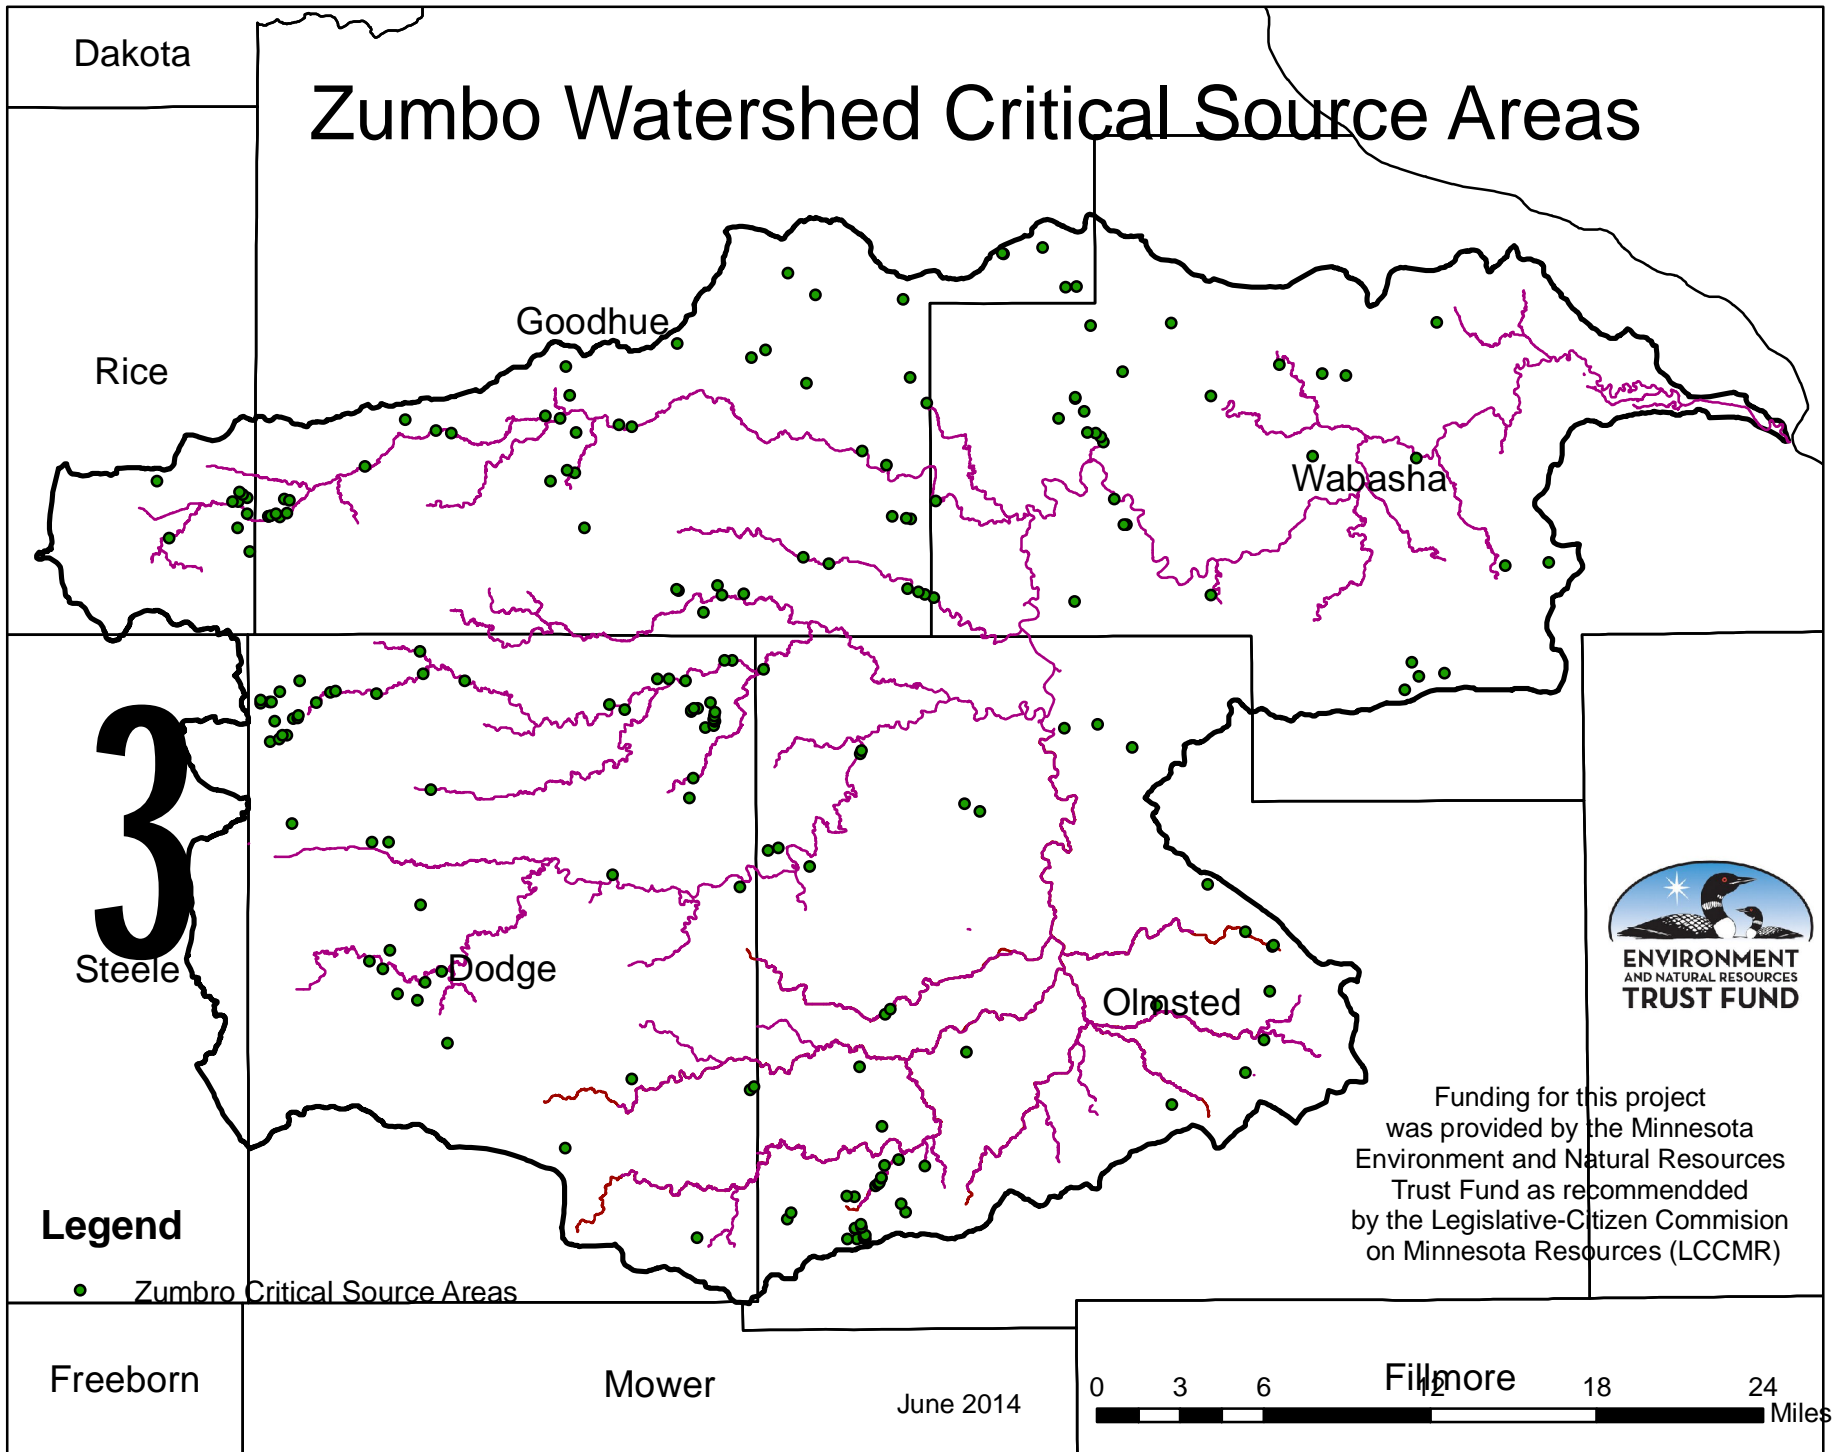 Dakota
Zumbo Watershed Critical Source Areas
Goodhue
Rice
Wabasha
3
Steele
Dodge
Olmsted
ENVIRONMENT
AND NATURAL RESOURCES
TRUST FUND
Funding for this project
was provided by the Minnesota
Environment and Natural Resources
Trust Fund as recommendded
by the Legislative-Citizen Commision
on Minnesota Resources (LCCMR)
Legend
Zumbro Critical Source Areas
Freeborn
Mower
June 2014
Fillmore
0 3 6 12 18 24
Miles